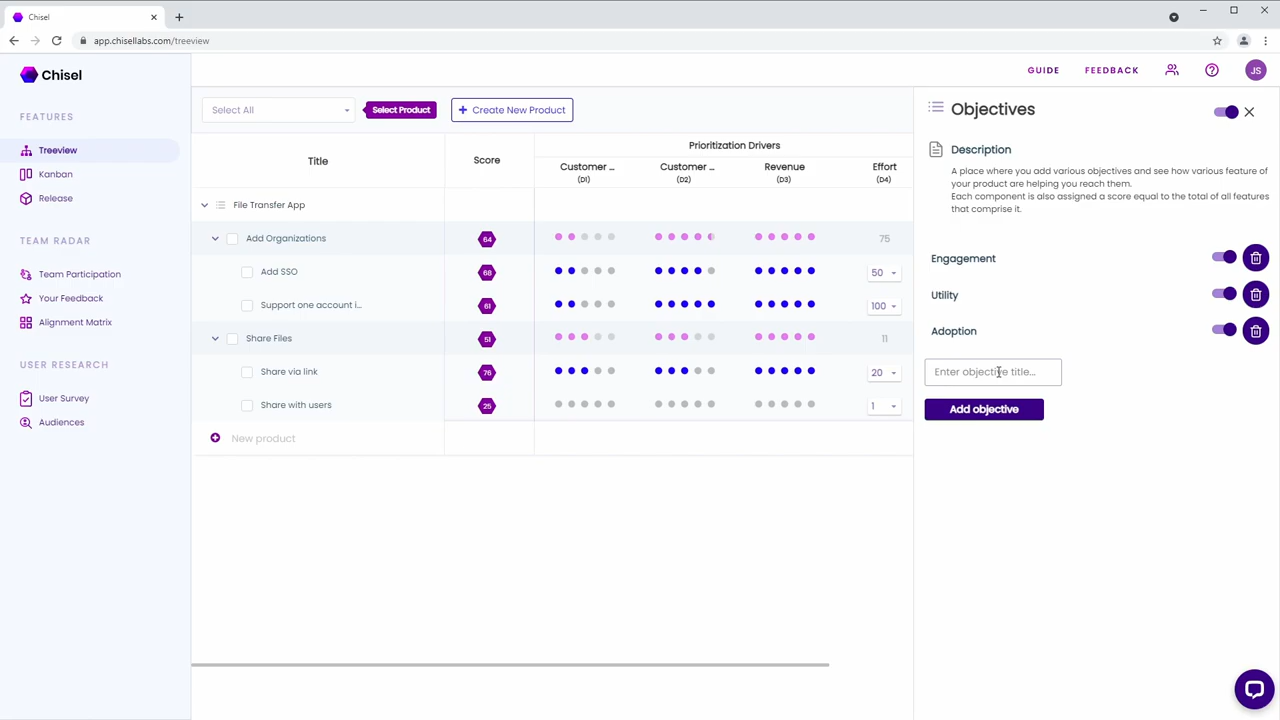 Chisel
app.chisellabs.com/treeview
Chisel
GUIDE
FEEDBACK
JS
FEATURES
Treeview
Kanban
Release
TEAM RADAR
Team Participation
Your Feedback
Alignment Matrix
USER RESEARCH
User Survey
Audiences
Select All
Select Product
+ Create New Product
Title
Score
Prioritization Drivers
Customer ...
(D1)
Customer ...
(D2)
Revenue
(D3)
Effort
(D4)
File Transfer App
Add Organizations
64
75
Add SSO
68
50
Support one account i...
61
100
Share Files
51
11
Share via link
76
20
Share with users
25
1
New product
Objectives
Description
A place where you add various objectives and see how various feature of
your product are helping you reach them.
Each component is also assigned a score equal to the total of all features
that comprise it.
Engagement
Utility
Adoption
Enter objective title...
Add objective